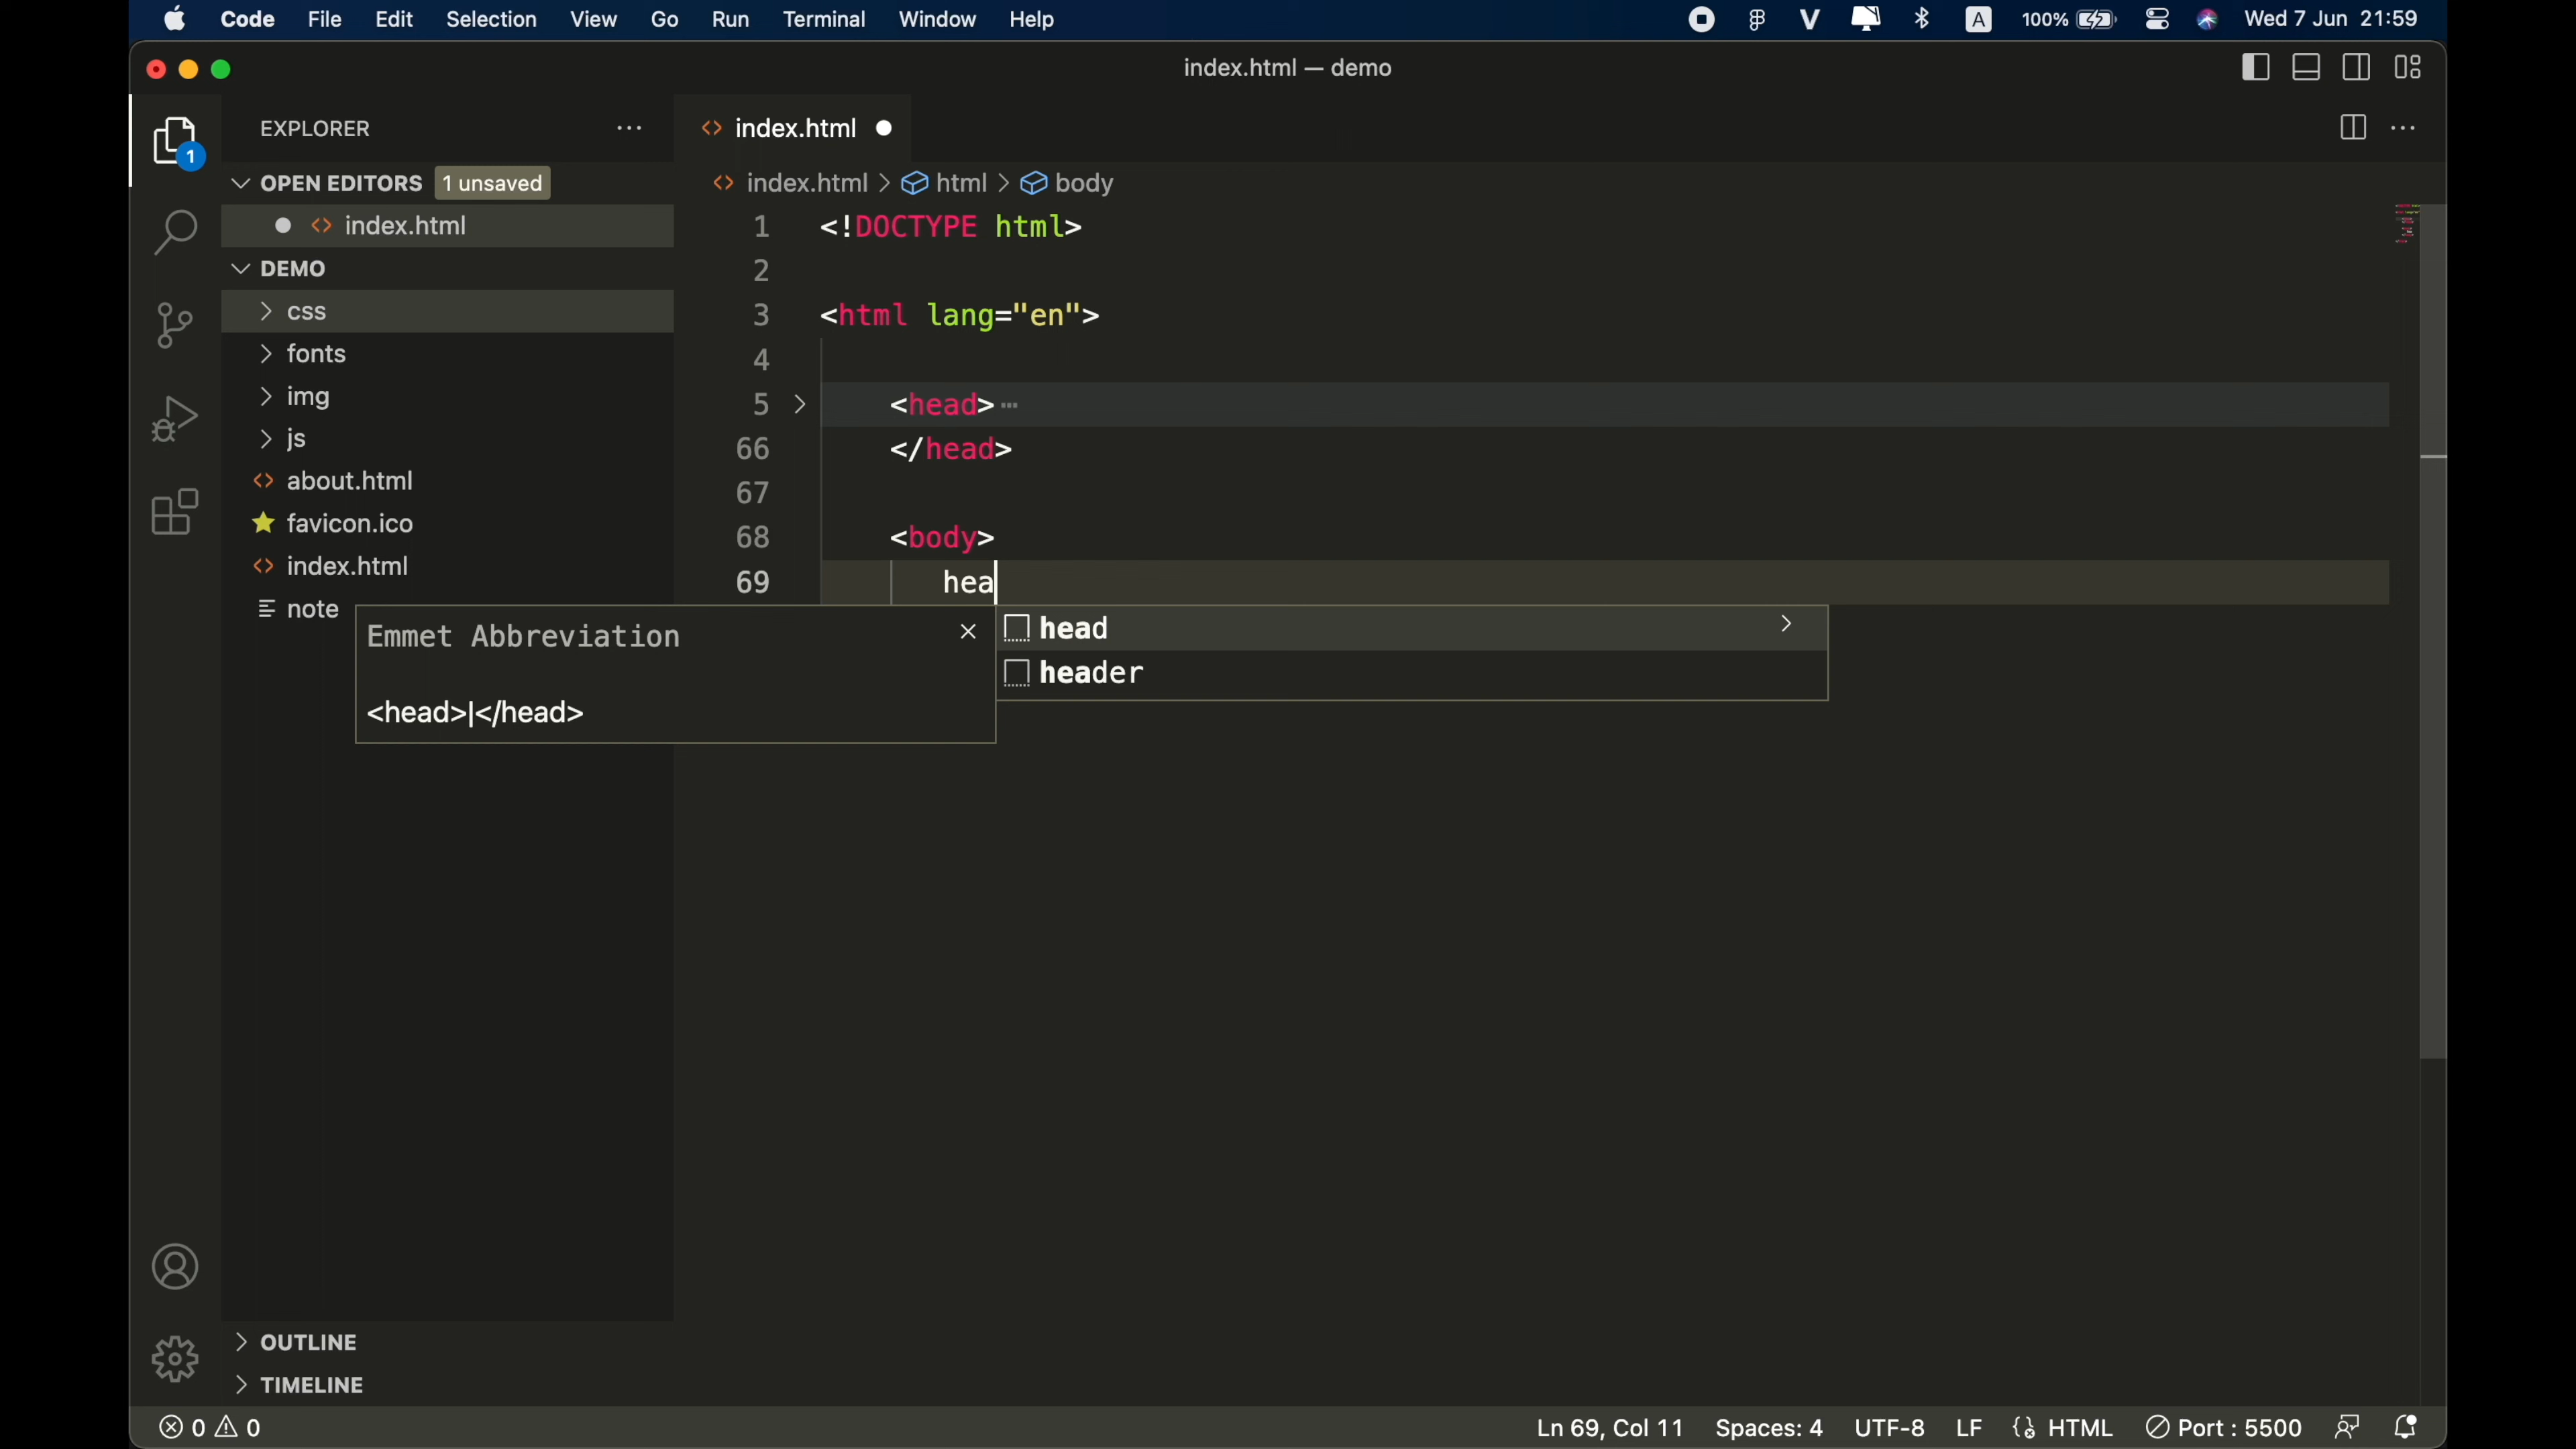 Code File Edit Selection View Go Run Terminal Window Help A 100% Wed 7 Jun 21:59
index.html — demo
EXPLORER
index.html
1
OPEN EDITORS 1 unsaved
index.html > html > body
index.html
DEMO
css
fonts
img
js
about.html
favicon.ico
index.html
note
1 <!DOCTYPE html>
2
3 <html lang="en">
4
5 <head>…
66 </head>
67
68 <body>
69 hea
Emmet Abbreviation
<head>|</head>
head
header
OUTLINE
TIMELINE
0 0 Ln 69, Col 11 Spaces: 4 UTF-8 LF HTML Port : 5500